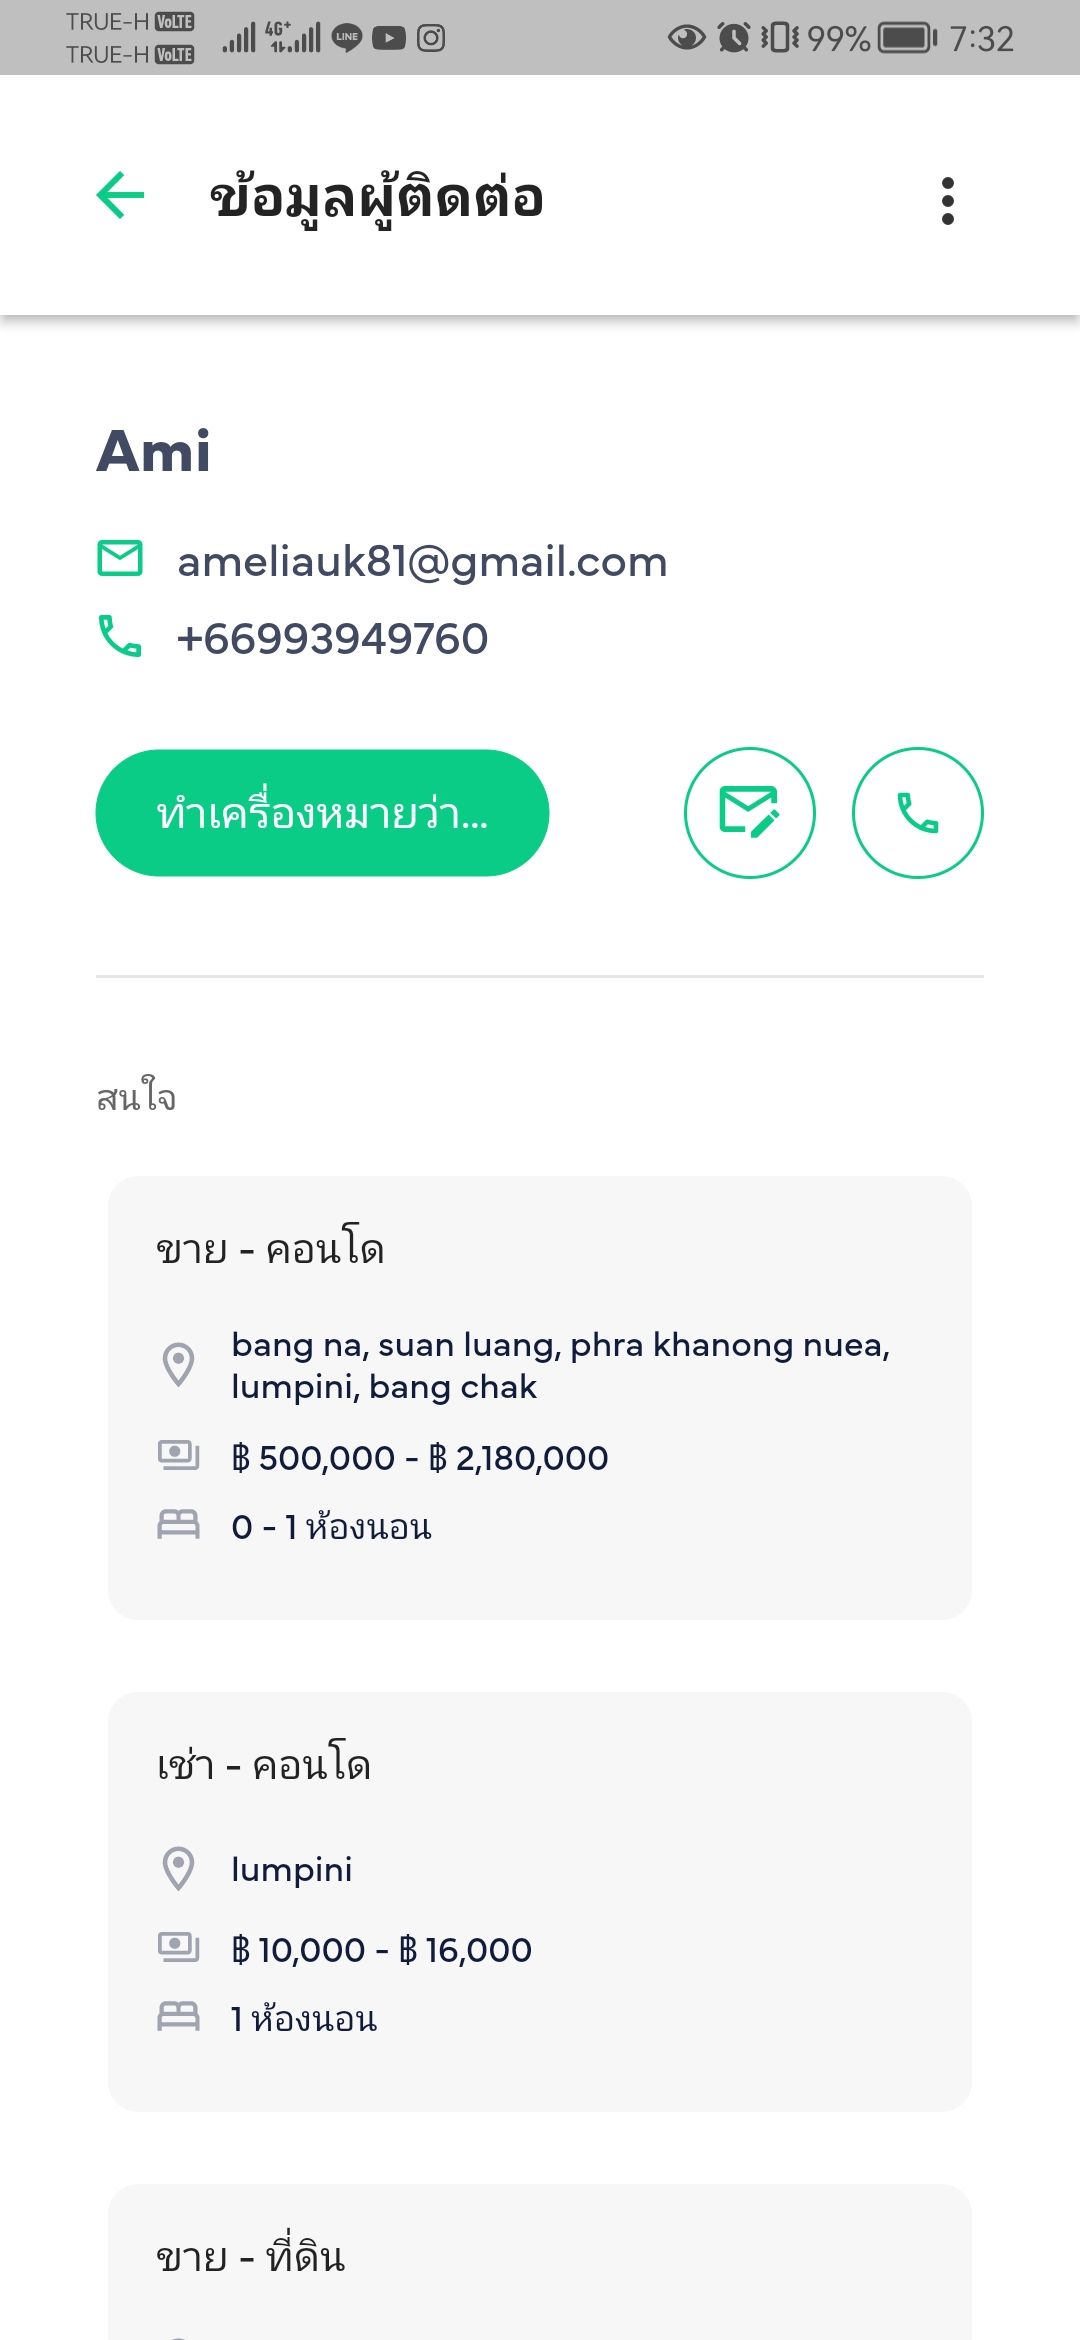 TRUE-H VoLTE
TRUE-H VoLTE
4G+
LINE
99%
7:32
ข้อมูลผู้ติดต่อ
Ami
ameliauk81@gmail.com
+66993949760
ทำเครื่องหมายว่า...
สนใจ
ขาย - คอนโด
bang na, suan luang, phra khanong nuea,
lumpini, bang chak
฿ 500,000 - ฿ 2,180,000
0 - 1 ห้องนอน
เช่า - คอนโด
lumpini
฿ 10,000 - ฿ 16,000
1 ห้องนอน
ขาย - ที่ดิน